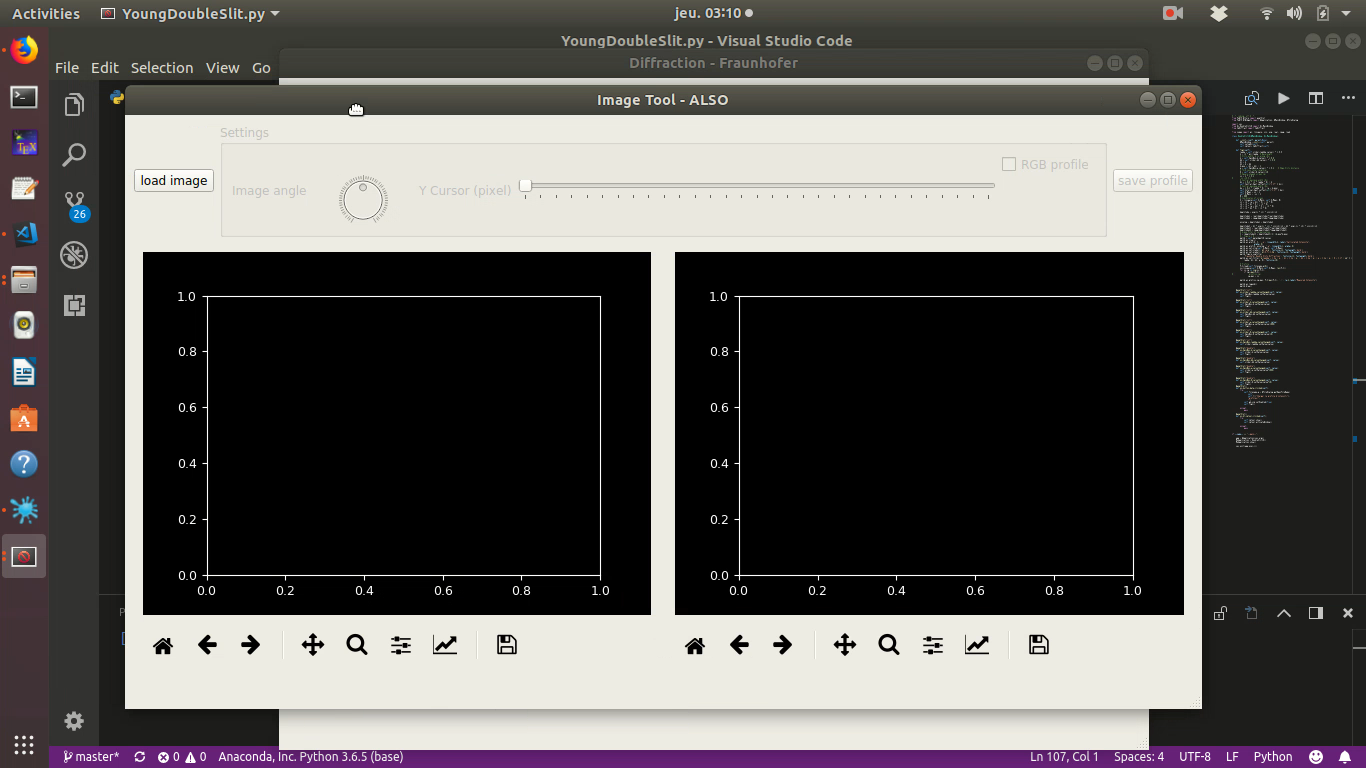 Activities YoungDoubleSlit.py jeu. 03:10
YoungDoubleSlit.py - Visual Studio Code
File Edit Selection View Go
Diffraction - Fraunhofer
Image Tool - ALSO
Settings
load image
Image angle
Y Cursor (pixel)
RGB profile
save profile
1.0
0.8
0.6
0.4
0.2
0.0
0.0 0.2 0.4 0.6 0.8 1.0
1.0
0.8
0.6
0.4
0.2
0.0
0.0 0.2 0.4 0.6 0.8 1.0
26
TEX
P
master* 0 0 Anaconda, Inc. Python 3.6.5 (base) Ln 107, Col 1 Spaces: 4 UTF-8 LF Python